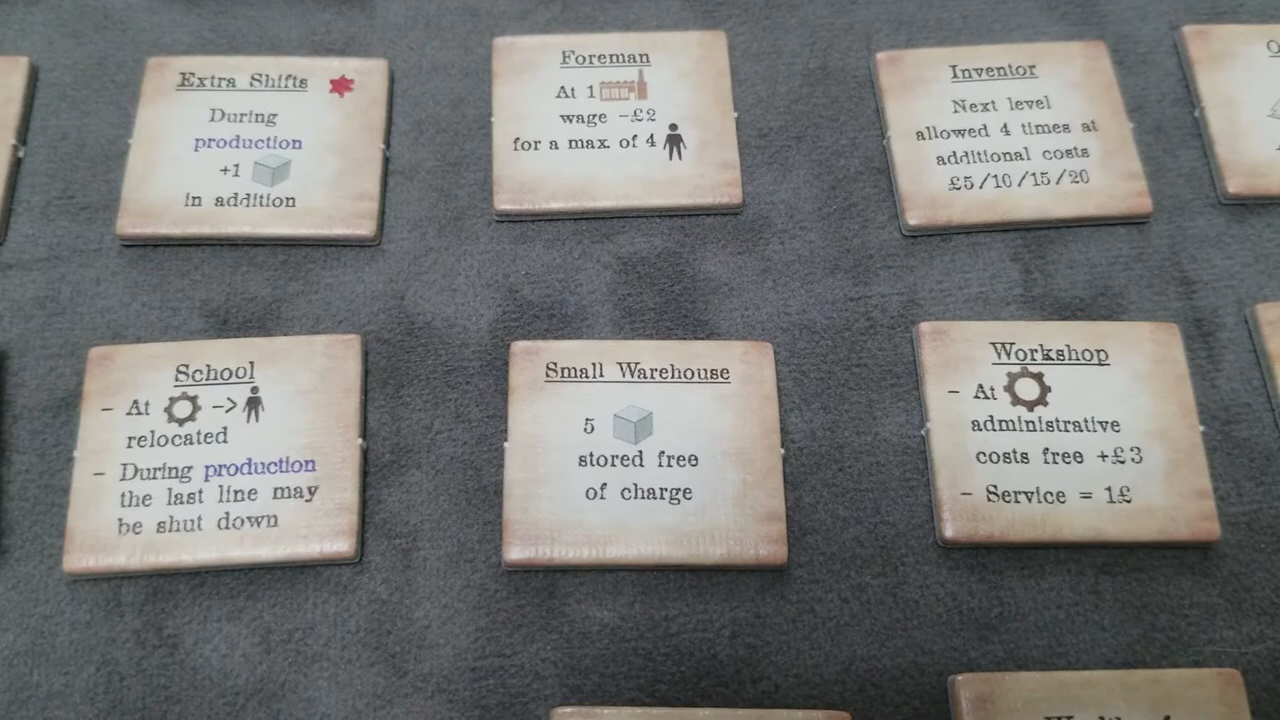 Extra Shifts
During
production
+1
in addition
Foreman
At 1
wage -£2
for a max. of 4
Inventor
Next level
allowed 4 times at
additional costs
£5/10/15/20
School
- At ->
relocated
- During production
the last line may
be shut down
Small Warehouse
5
stored free
of charge
Workshop
- At
administrative
costs free +£3
- Service = 1£